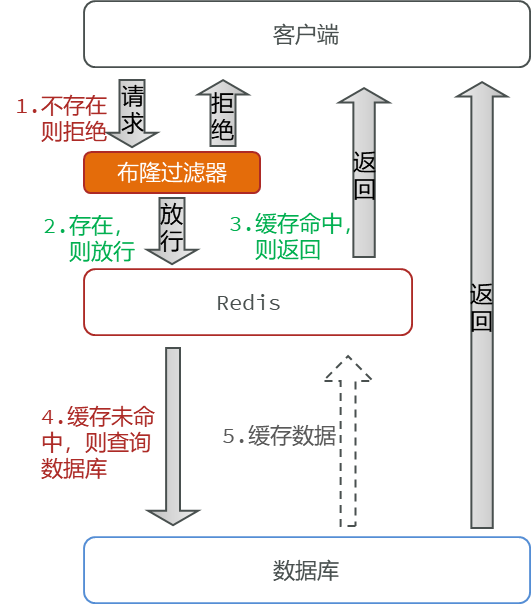 客户端
1.不存在
则拒绝
请求
拒绝
布隆过滤器
2.存在，
则放行
放行
3.缓存命中，
则返回
返回
Redis
返回
4.缓存未命
中，则查询
数据库
5.缓存数据
数据库